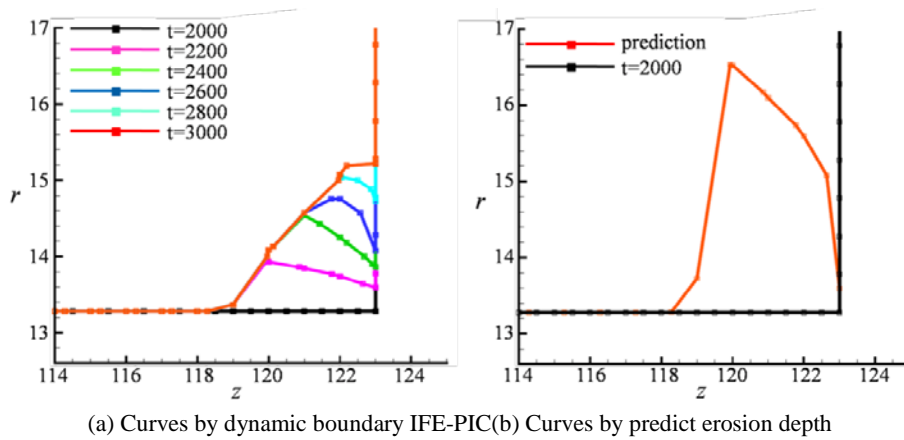 17
16
15
r
14
13
114 116 118 120 122 124
z
t=2000
t=2200
t=2400
t=2600
t=2800
t=3000
17
16
15
r
14
13
114 116 118 120 122 124
z
prediction
t=2000
(a) Curves by dynamic boundary IFE-PIC(b) Curves by predict erosion depth